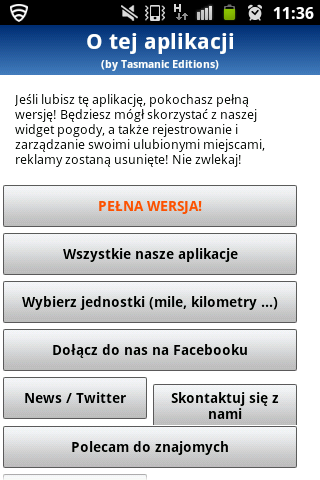 H 11:36
O tej aplikacji
(by Tasmanic Editions)
Jeśli lubisz tę aplikację, pokochasz pełną
wersję! Będziesz mógł skorzystać z naszej
widget pogody, a także rejestrowanie i
zarządzanie swoimi ulubionymi miejscami,
reklamy zostaną usunięte! Nie zwlekaj!
PEŁNA WERSJA!
Wszystkie nasze aplikacje
Wybierz jednostki (mile, kilometry ...)
Dołącz do nas na Facebooku
News / Twitter
Skontaktuj się z
nami
Polecam do znajomych